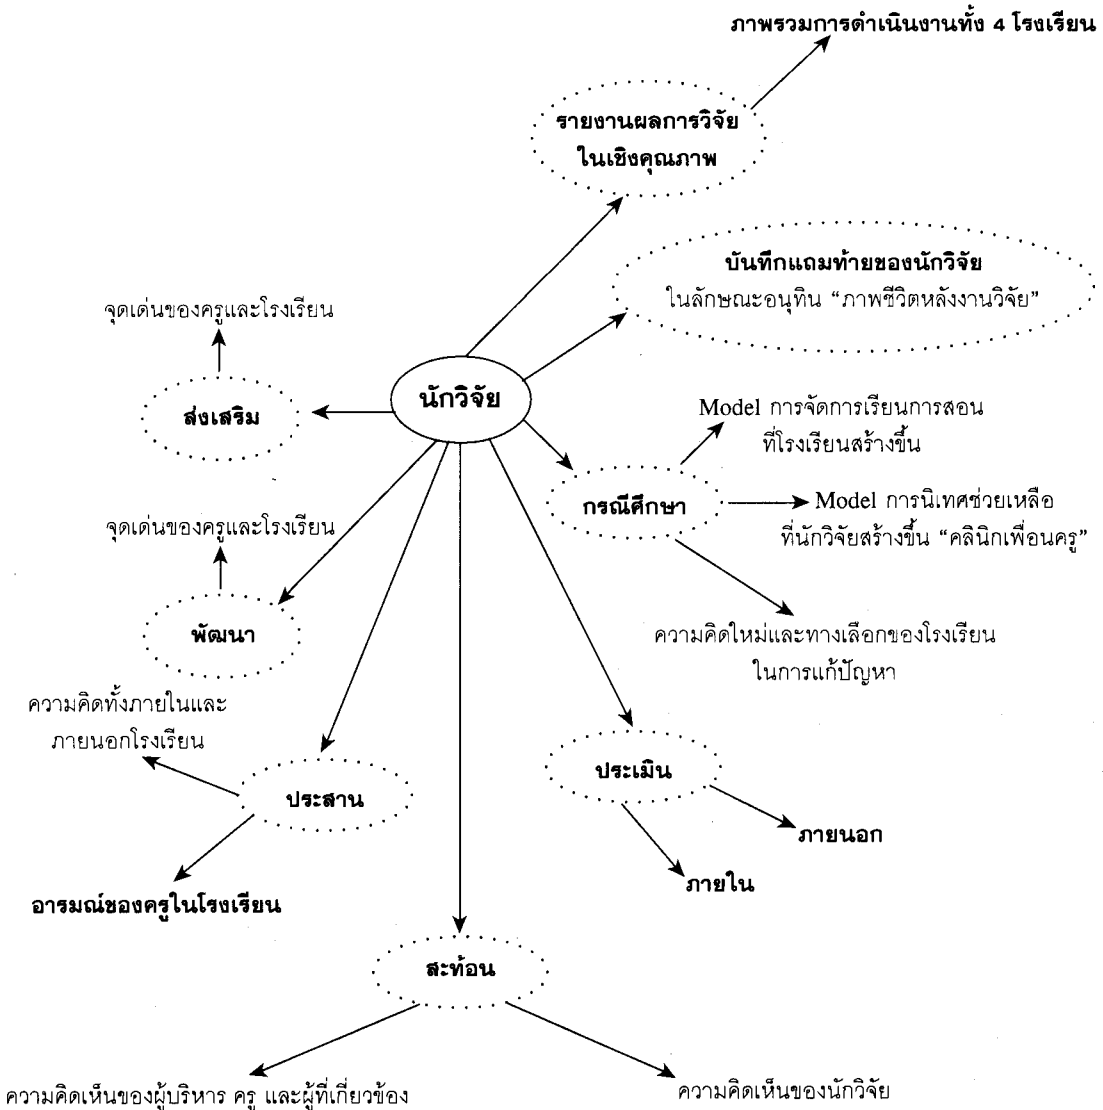 ภาพรวมการดำเนินงานทั้ง 4 โรงเรียน
รายงานผลการวิจัย
ในเชิงคุณภาพ
บันทึกแถมท้ายของนักวิจัย
ในลักษณะอนุทิน “ภาพชีวิตหลังงานวิจัย”
จุดเด่นของครูและโรงเรียน
ส่งเสริม
นักวิจัย
Model การจัดการเรียนการสอน
ที่โรงเรียนสร้างขึ้น
กรณีศึกษา
Model การนิเทศช่วยเหลือ
ที่นักวิจัยสร้างขึ้น “คลินิกเพื่อนครู”
จุดเด่นของครูและโรงเรียน
พัฒนา
ความคิดใหม่และทางเลือกของโรงเรียน
ในการแก้ปัญหา
ความคิดทั้งภายในและ
ภายนอกโรงเรียน
ประสาน
ประเมิน
ภายนอก
ภายใน
อารมณ์ของครูในโรงเรียน
สะท้อน
ความคิดเห็นของผู้บริหาร ครู และผู้ที่เกี่ยวข้อง
ความคิดเห็นของนักวิจัย